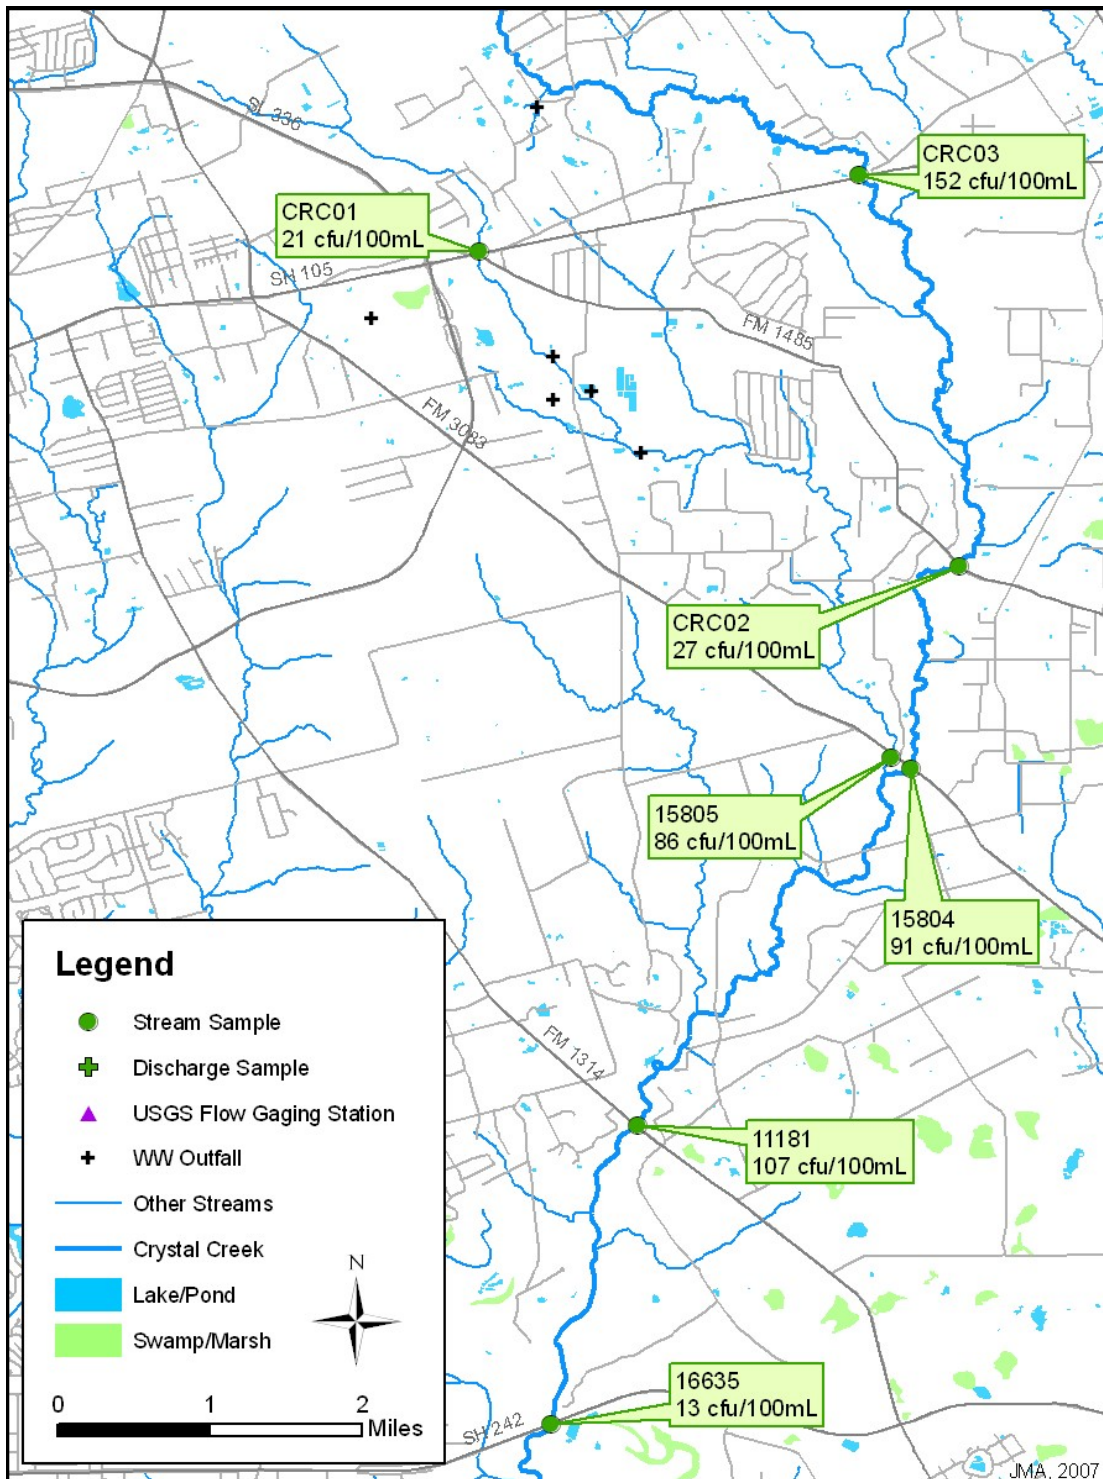 SL 336
CRC03
152 cfu/100mL
CRC01
21 cfu/100mL
SH 105
FM 1485
FM 3083
CRC02
27 cfu/100mL
15805
86 cfu/100mL
15804
91 cfu/100mL
FM 1314
11181
107 cfu/100mL
16635
13 cfu/100mL
SH 242
Legend
Stream Sample
Discharge Sample
USGS Flow Gaging Station
WW Outfall
Other Streams
Crystal Creek
Lake/Pond
Swamp/Marsh
N
0 1 2
Miles
JMA, 2007